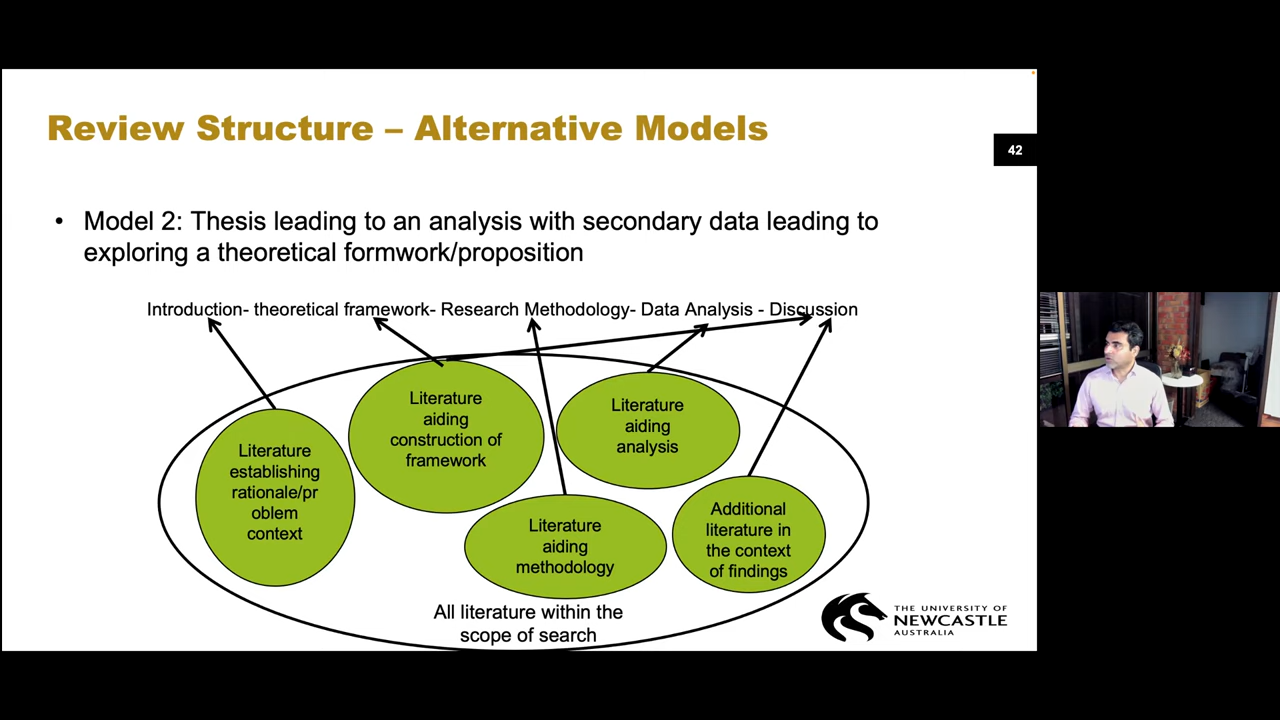 Review Structure – Alternative Models
42
• Model 2: Thesis leading to an analysis with secondary data leading to
exploring a theoretical formwork/proposition
Introduction- theoretical framework- Research Methodology- Data Analysis - Discussion
Literature
establishing
rationale/pr
oblem
context
Literature
aiding
construction of
framework
Literature
aiding
methodology
Literature
aiding
analysis
Additional
literature in
the context
of findings
All literature within the
scope of search
THE UNIVERSITY OF
NEWCASTLE
AUSTRALIA